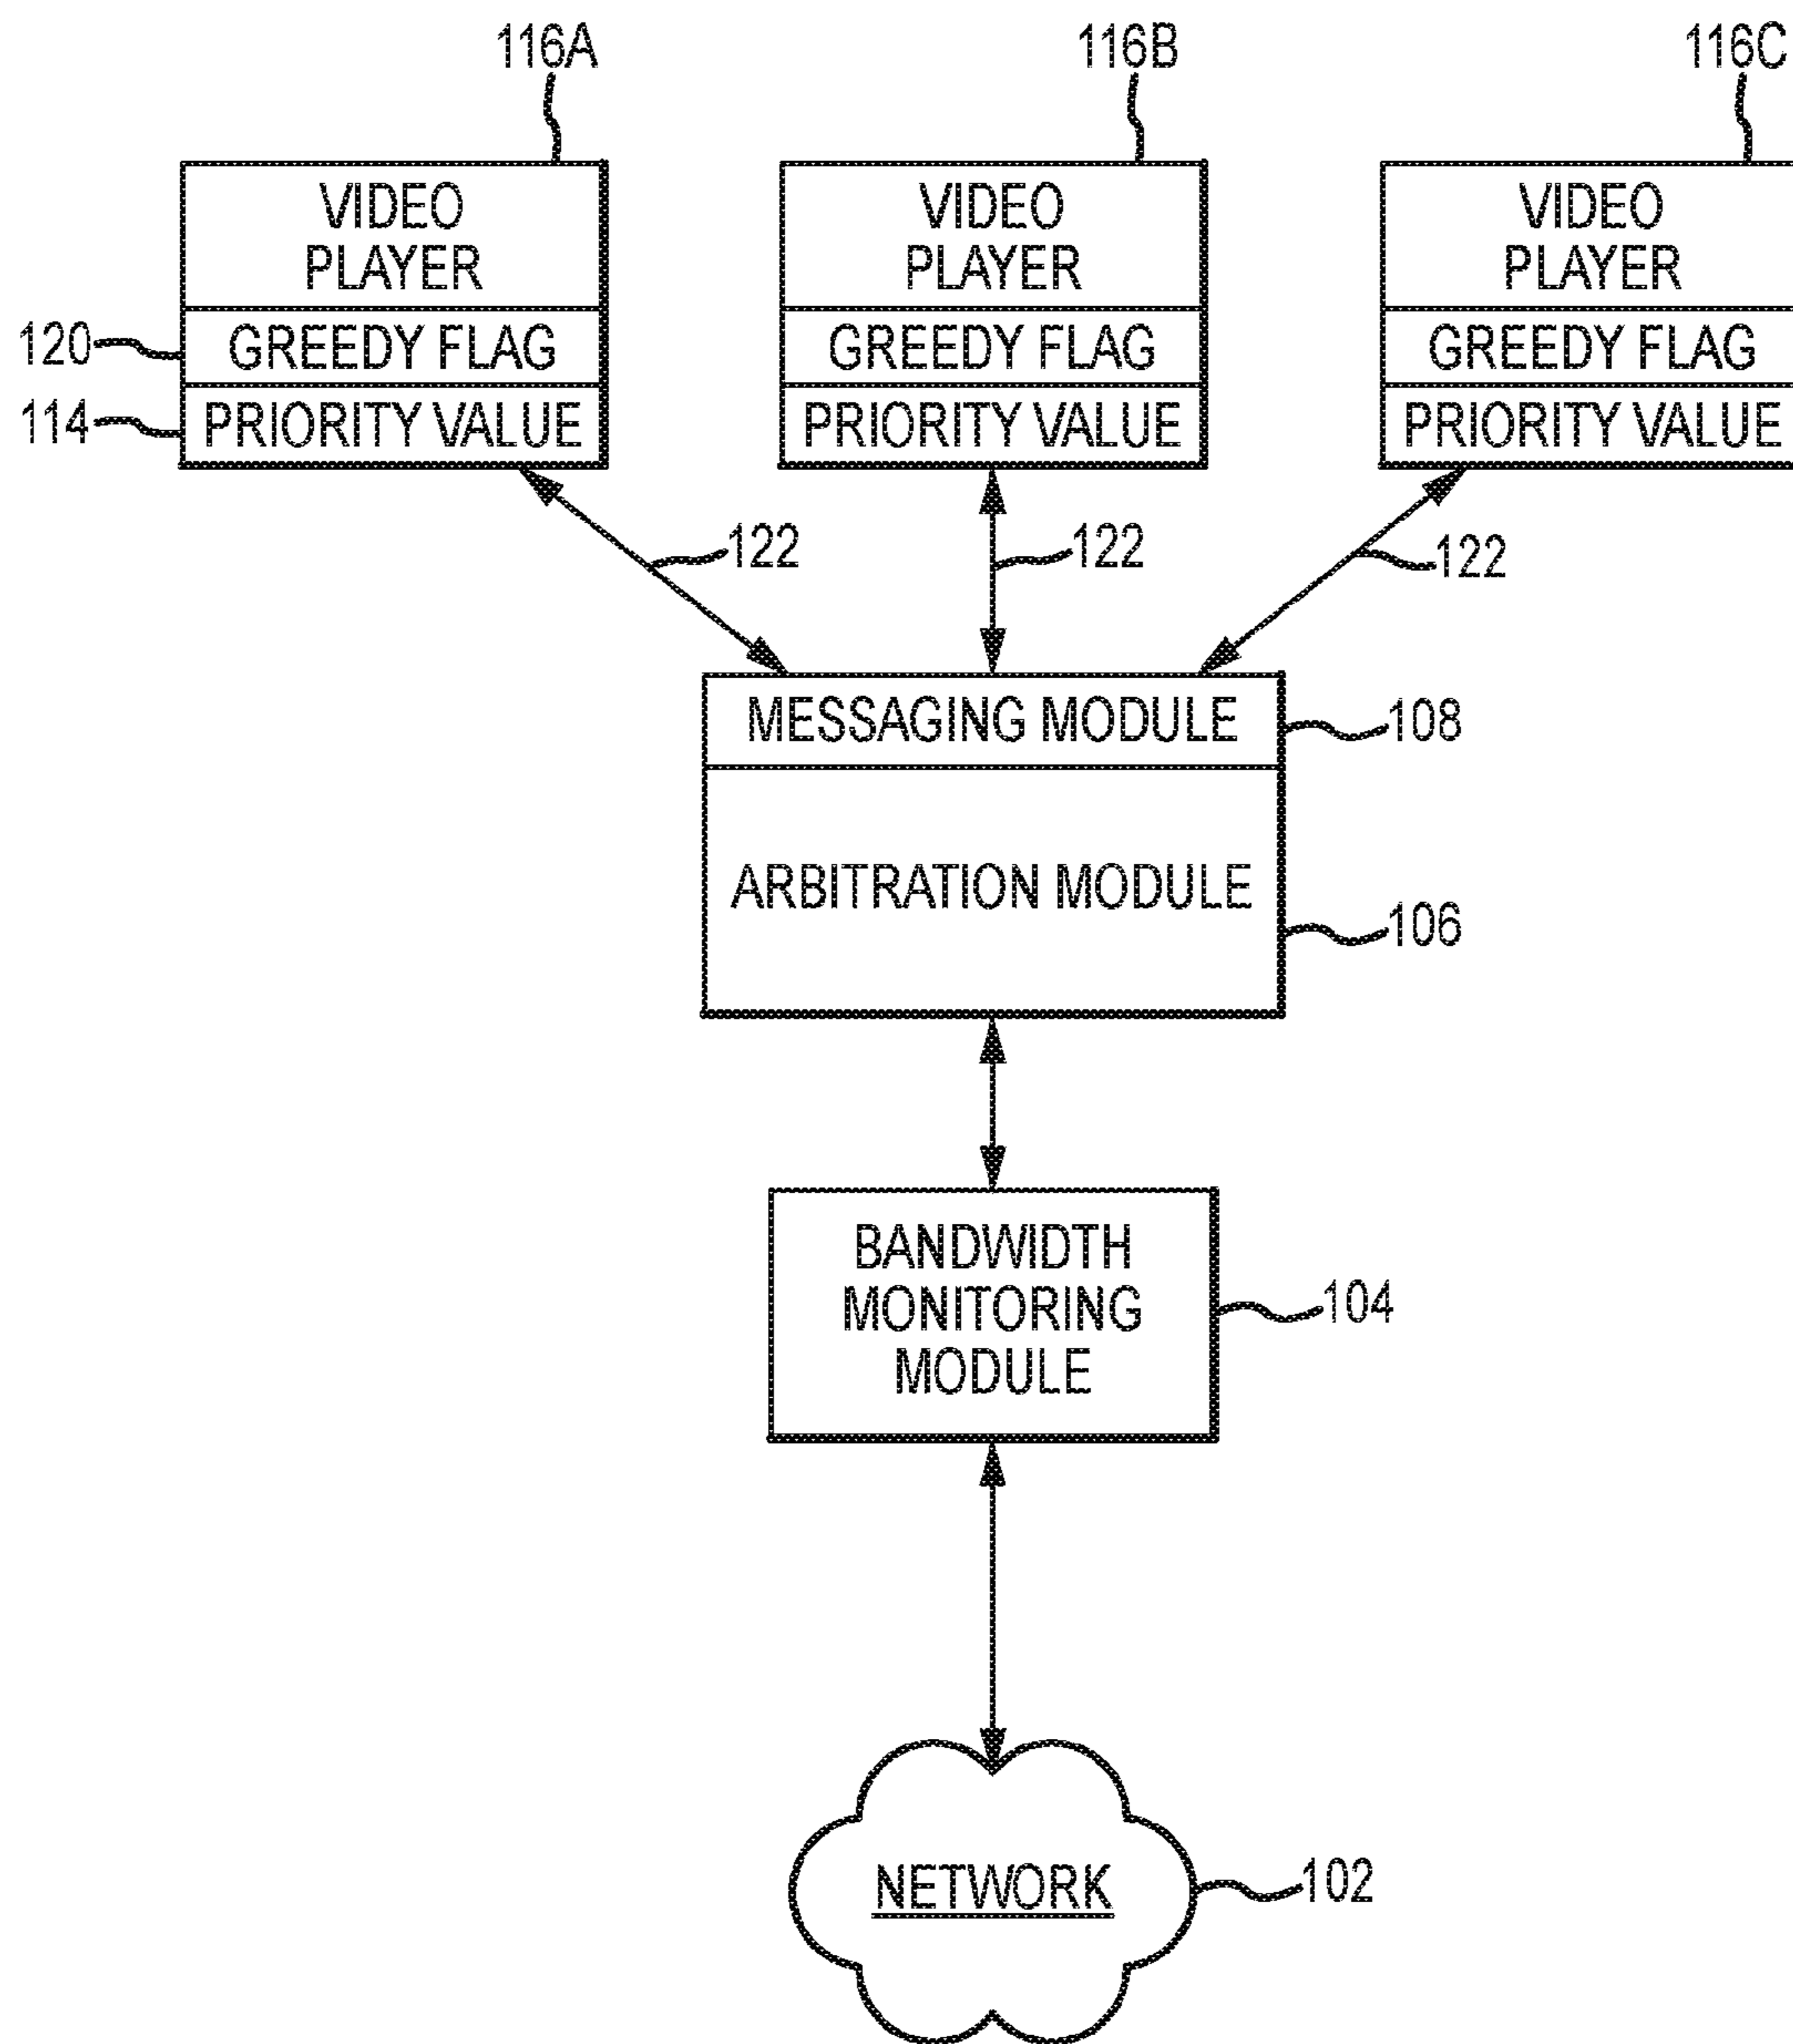 116A
116B
116C
VIDEO
PLAYER
VIDEO
PLAYER
VIDEO
PLAYER
120
GREEDY FLAG
GREEDY FLAG
GREEDY FLAG
114
PRIORITY VALUE
PRIORITY VALUE
PRIORITY VALUE
122
122
122
MESSAGING MODULE
108
ARBITRATION MODULE
106
BANDWIDTH
MONITORING
MODULE
104
NETWORK
102